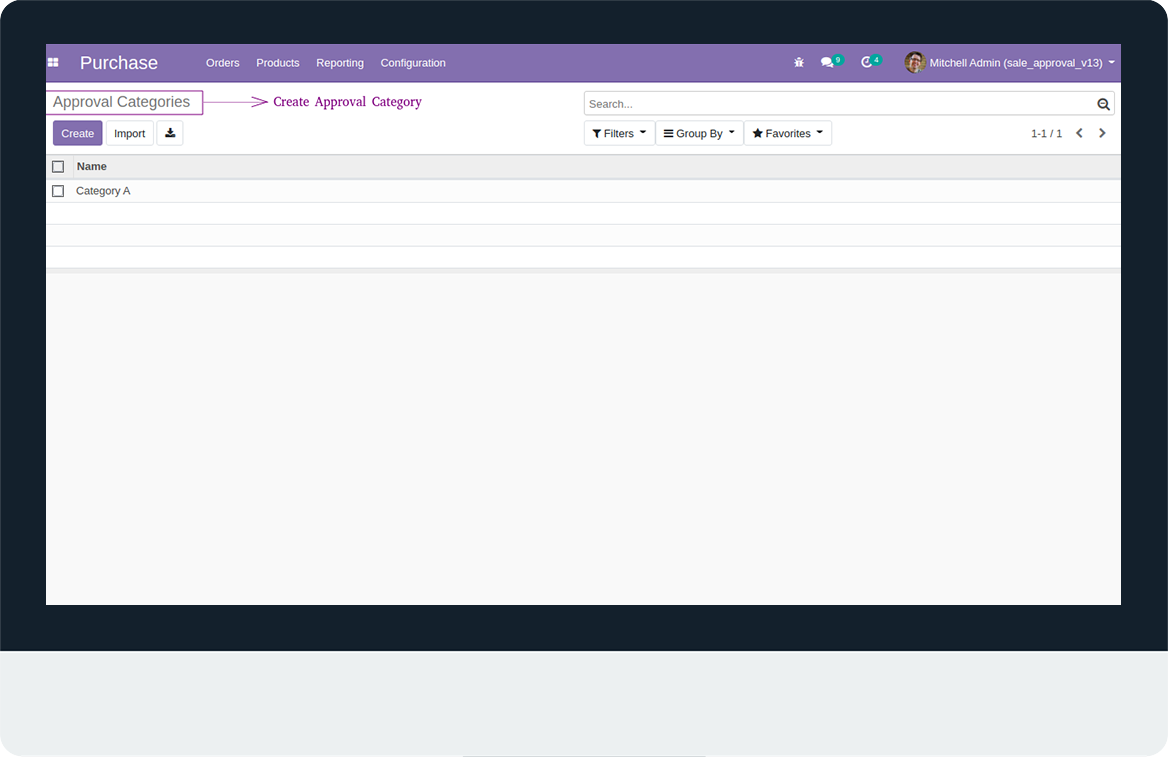 Purchase Orders Products Reporting Configuration 9 4 Mitchell Admin (sale_approval_v13)
Approval Categories Create Approval Category Search...
Create Import Filters Group By Favorites 1-1 / 1
Name
Category A